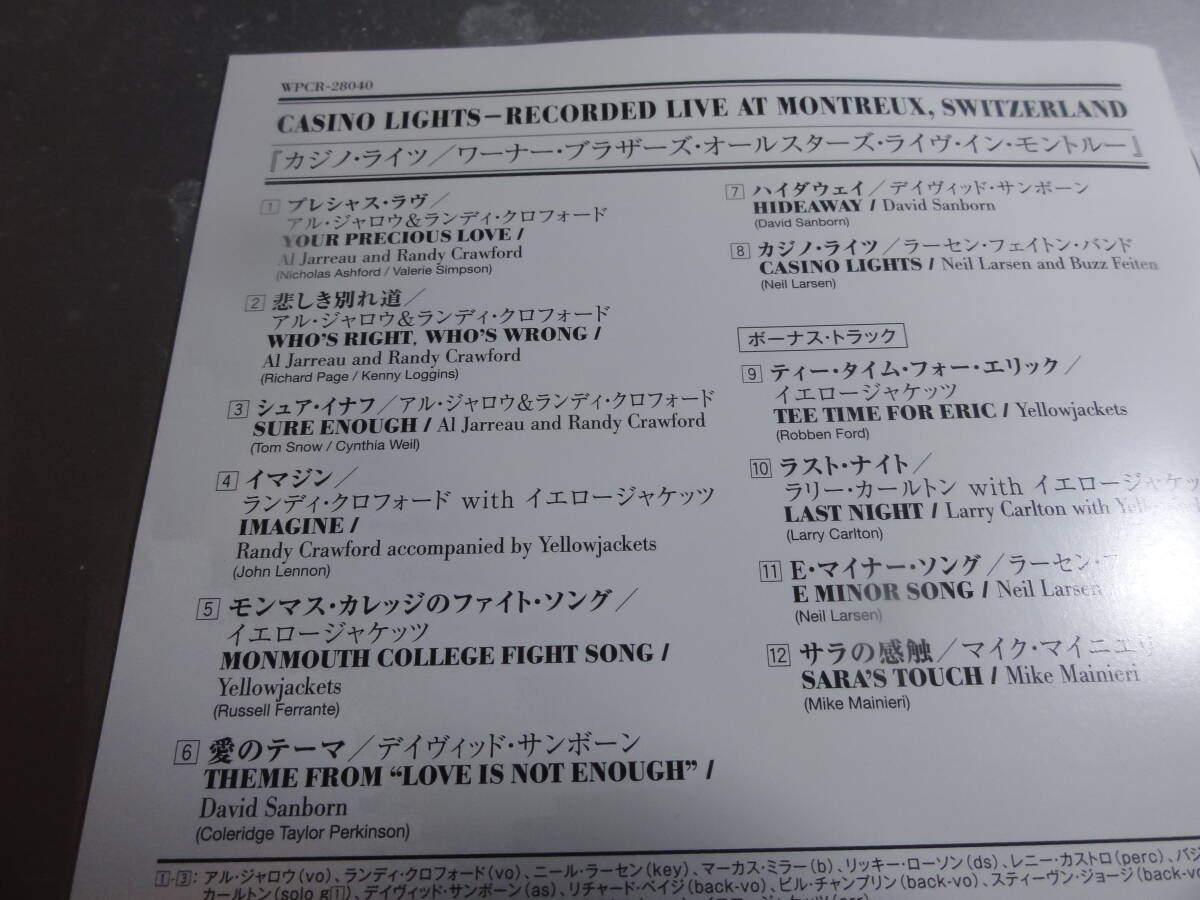 WPCR-28040
CASINO LIGHTS–RECORDED LIVE AT MONTREUX, SWITZERLAND
『カジノ・ライツ／ワーナー・ブラザーズ・オールスターズ・ライヴ・イン・モントルー』
1 プレシャス・ラヴ／
アル・ジャロウ&ランディ・クロフォード
YOUR PRECIOUS LOVE /
Al Jarreau and Randy Crawford
(Nicholas Ashford / Valerie Simpson)
2 悲しき別れ道／
アル・ジャロウ&ランディ・クロフォード
WHO'S RIGHT, WHO'S WRONG /
Al Jarreau and Randy Crawford
(Richard Page / Kenny Loggins)
3 シュア・イナフ／アル・ジャロウ&ランディ・クロフォード
SURE ENOUGH / Al Jarreau and Randy Crawford
(Tom Snow / Cynthia Weil)
4 イマジン／
ランディ・クロフォード with イエロージャケッツ
IMAGINE /
Randy Crawford accompanied by Yellowjackets
(John Lennon)
5 モンマス・カレッジのファイト・ソング／
イエロージャケッツ
MONMOUTH COLLEGE FIGHT SONG /
Yellowjackets
(Russell Ferrante)
6 愛のテーマ／デイヴィッド・サンボーン
THEME FROM “LOVE IS NOT ENOUGH” /
David Sanborn
(Coleridge Taylor Perkinson)
7 ハイダウェイ／デイヴィッド・サンボーン
HIDEAWAY / David Sanborn
(David Sanborn)
8 カジノ・ライツ／ラーセン・フェイトン・バンド
CASINO LIGHTS / Neil Larsen and Buzz Feiten
(Neil Larsen)
ボーナス・トラック
9 ティー・タイム・フォー・エリック／
イエロージャケッツ
TEE TIME FOR ERIC / Yellowjackets
(Robben Ford)
10 ラスト・ナイト／
ラリー・カールトン with イエロージャケッ
LAST NIGHT / Larry Carlton with
(Larry Carlton)
11 E・マイナー・ソング／ラーセン・
E MINOR SONG / Neil Larsen
(Neil Larsen)
12 サラの感触／マイク・マイニエリ
SARA'S TOUCH / Mike Mainieri
(Mike Mainieri)
1-3: アル・ジャロウ(vo)、ランディ・クロフォード(vo)、ニール・ラーセン(key)、マーカス・ミラー(b)、リッキー・ローソン(ds)、レニー・カストロ(perc)、バジ
カールトン(solo g1)、デイヴィッド・サンボーン(as)、リチャード・ペイジ(back-vo)、ビル・チャンプリン(back-vo)、スティーヴン・ジョージ(back-vo